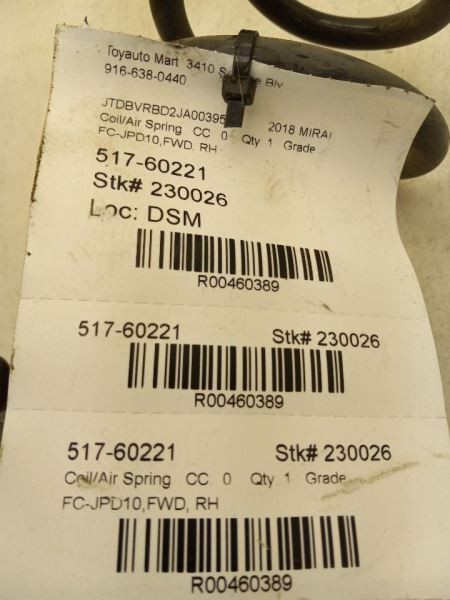 Toyauto Mart 3410 Blv
916-638-0440
2018 MIRAI
Coil/Air Spring CC 0 Qty 1 Grade
FC-JPD10,FWD, RH
517-60221
Stk# 230026
Loc: DSM
R00460389
517-60221 Stk# 230026
R00460389
517-60221 Stk# 230026
Coil/Air Spring CC 0 Qty 1 Grade
FC-JPD10,FWD, RH
R00460389